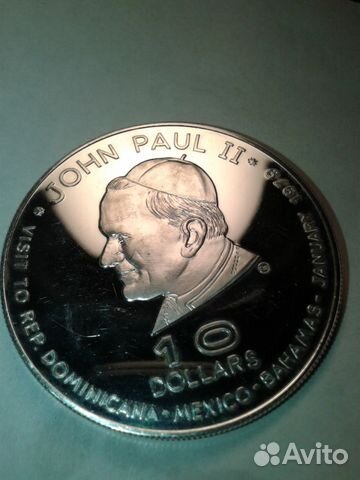 JOHN PAUL II
VISIT TO REP. DOMINICANA • MEXICO • BAHAMAS - JANUARY 1979
10
DOLLARS
Avito